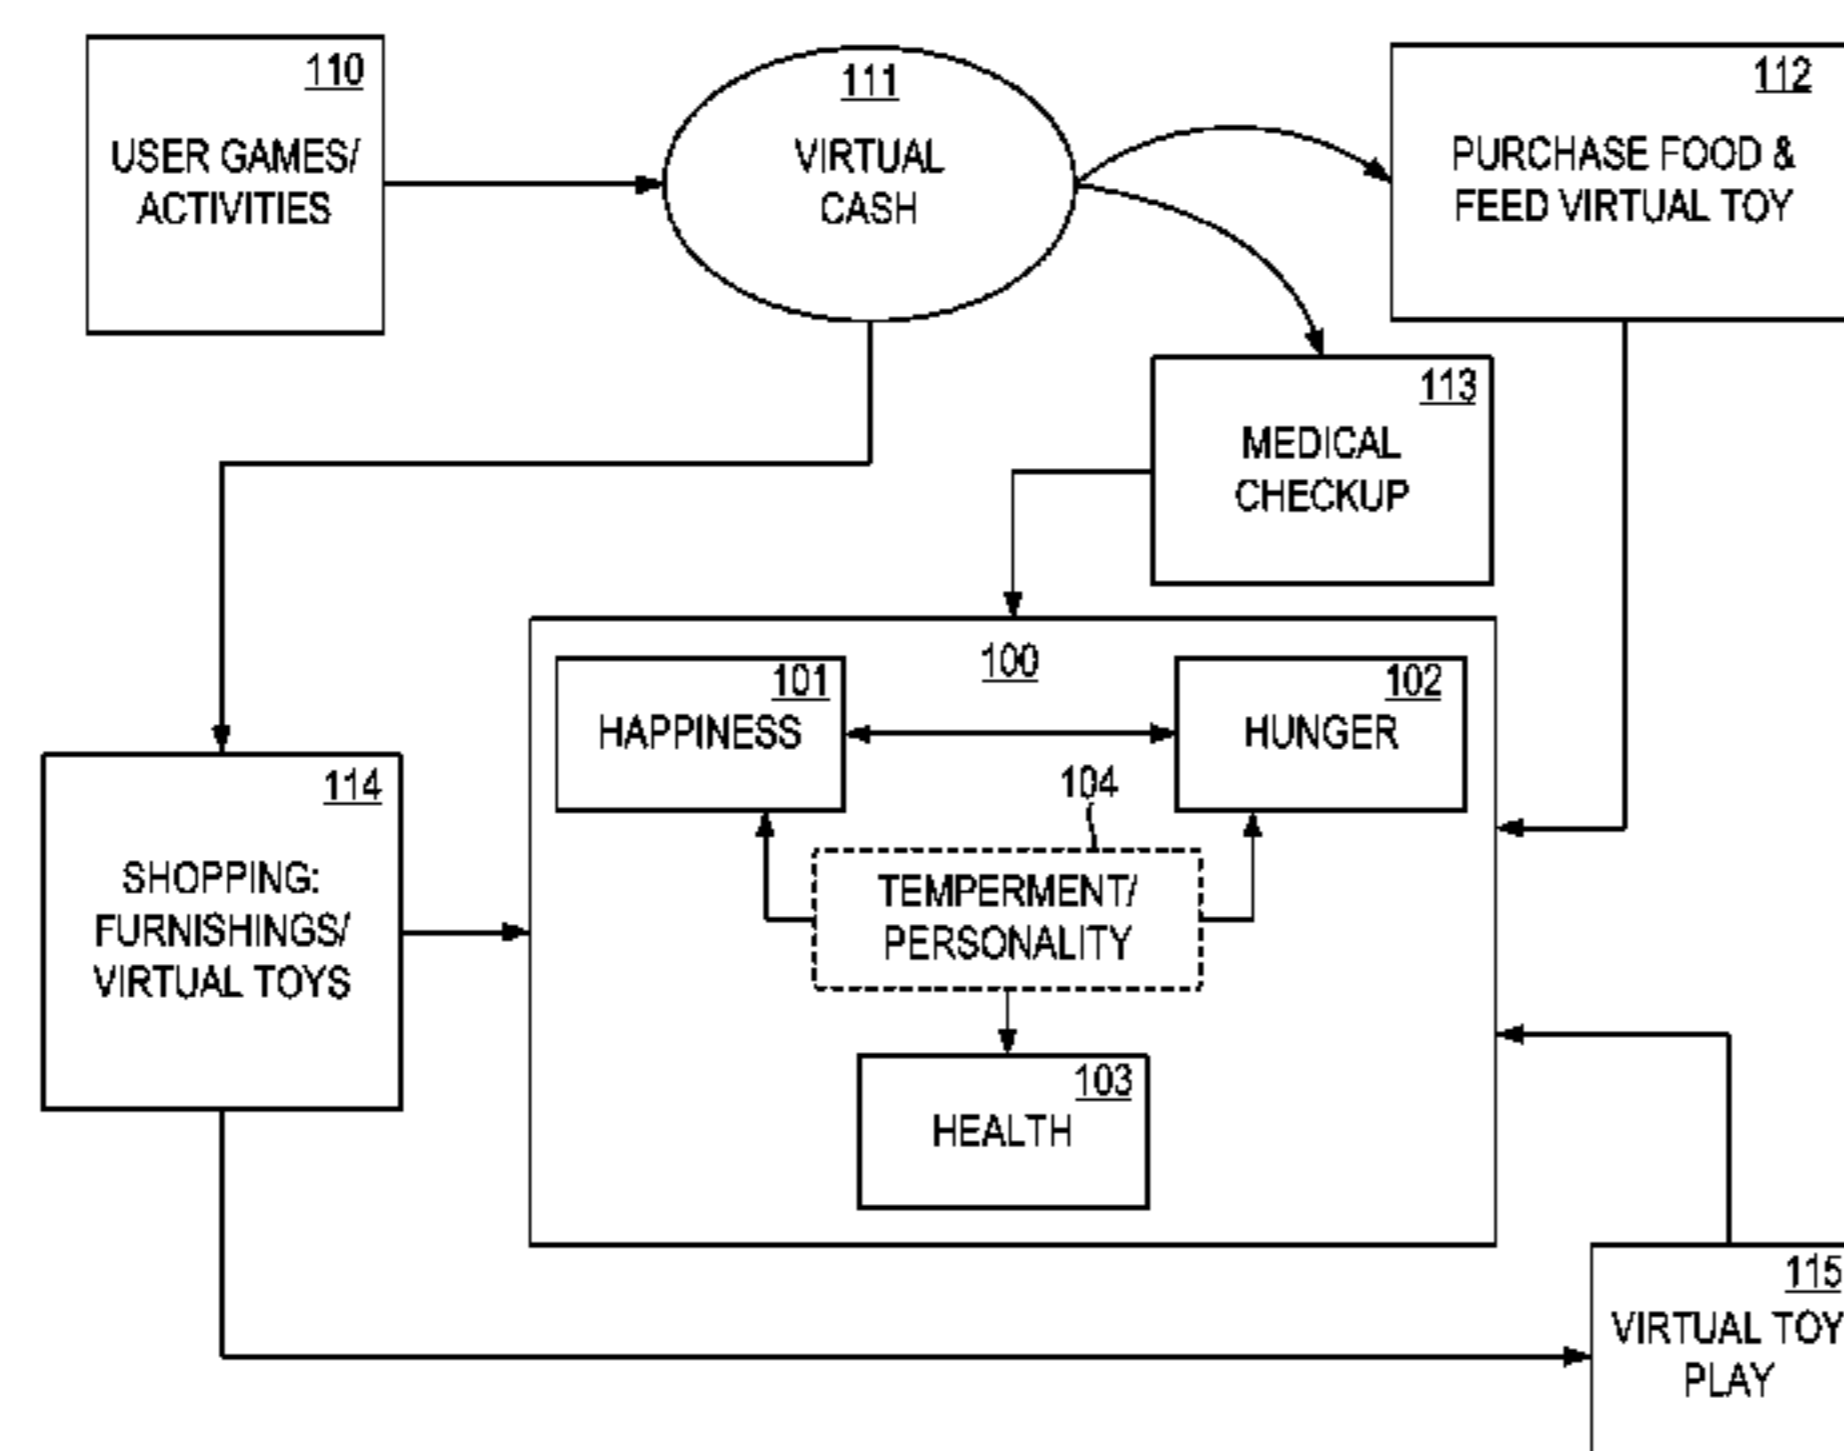 110
USER GAMES/
ACTIVITIES
111
VIRTUAL
CASH
112
PURCHASE FOOD &
FEED VIRTUAL TOY
113
MEDICAL
CHECKUP
100
101
HAPPINESS
102
HUNGER
104
TEMPERMENT/
PERSONALITY
103
HEALTH
114
SHOPPING:
FURNISHINGS/
VIRTUAL TOYS
115
VIRTUAL TOY
PLAY